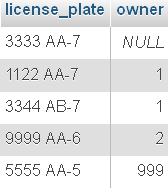 license_plate owner
3333 AA-7 NULL
1122 AA-7 1
3344 AB-7 1
9999 AA-6 2
5555 AA-5 999